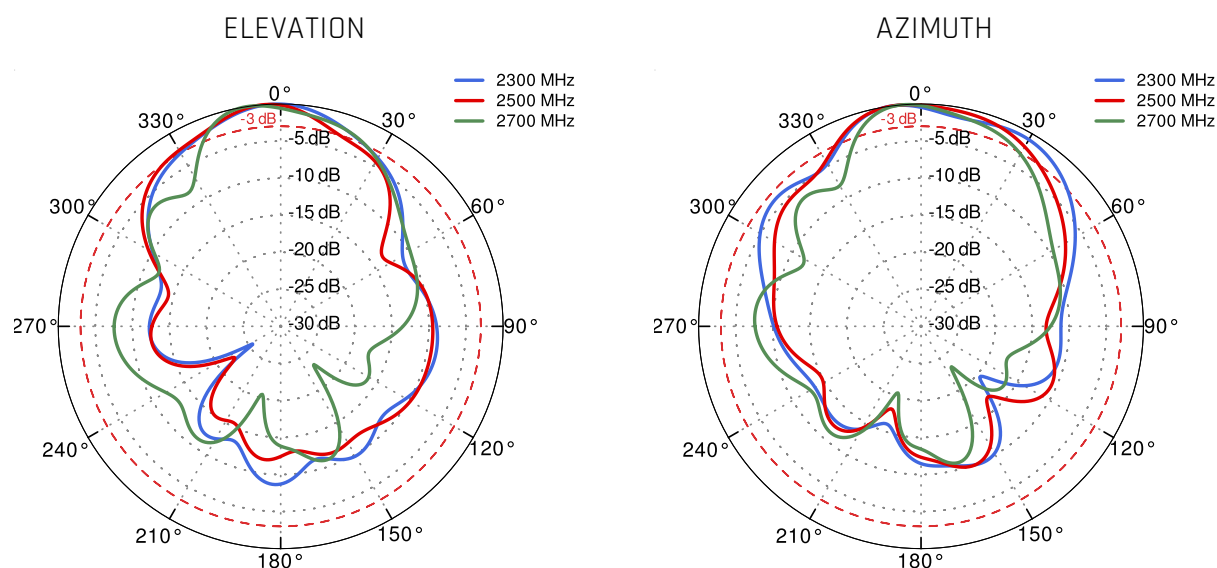 ELEVATION
2300 MHz
2500 MHz
2700 MHz
0°
-3 dB
30°
60°
90°
120°
150°
180°
210°
240°
270°
300°
330°
-5 dB
-10 dB
-15 dB
-20 dB
-25 dB
-30 dB
AZIMUTH
2300 MHz
2500 MHz
2700 MHz
0°
-3 dB
30°
60°
90°
120°
150°
180°
210°
240°
270°
300°
330°
-5 dB
-10 dB
-15 dB
-20 dB
-25 dB
-30 dB